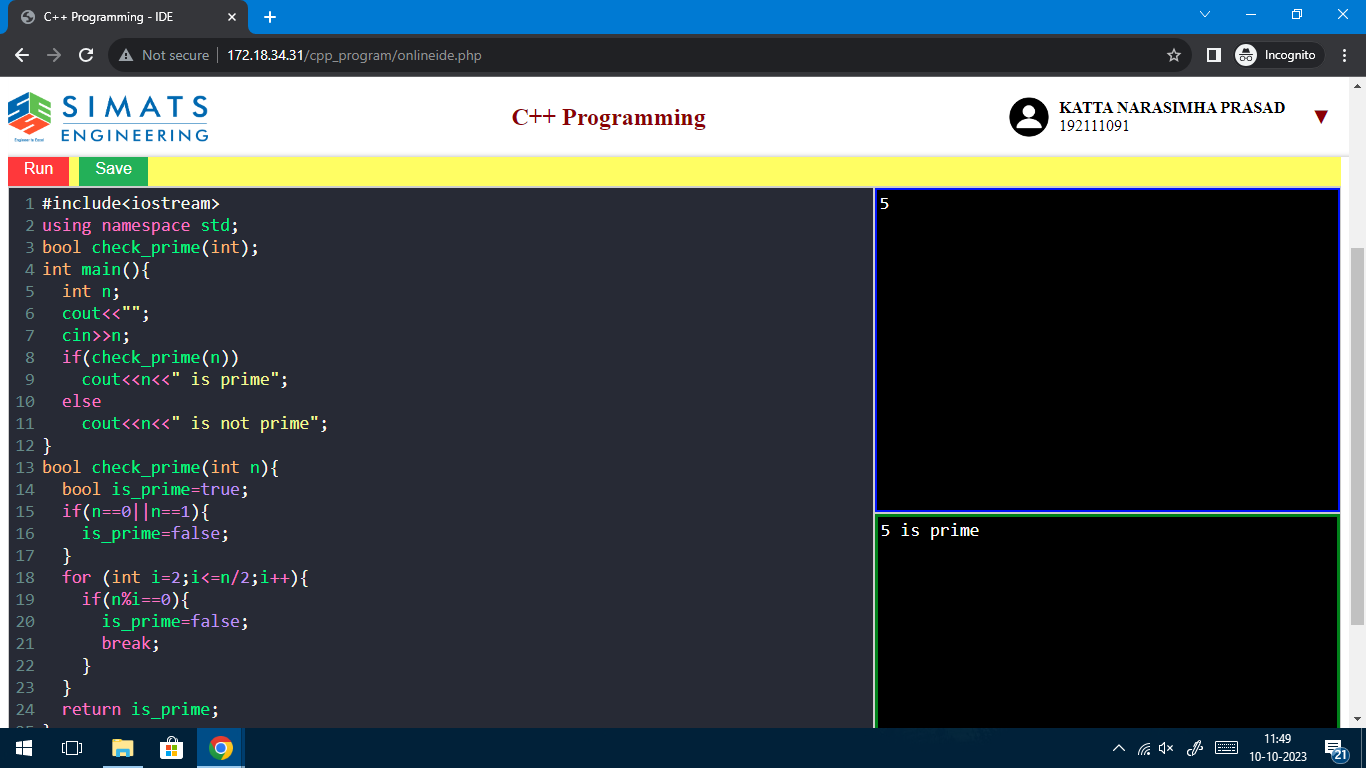 C++ Programming - IDE
Not secure 172.18.34.31/cpp_program/onlineide.php Incognito
SIMATS
ENGINEERING
Engineer to Excel
C++ Programming
KATTA NARASIMHA PRASAD
192111091
Run Save
1 #include<iostream>
2 using namespace std;
3 bool check_prime(int);
4 int main(){
5 int n;
6 cout<<"";
7 cin>>n;
8 if(check_prime(n))
9 cout<<n<<" is prime";
10 else
11 cout<<n<<" is not prime";
12 }
13 bool check_prime(int n){
14 bool is_prime=true;
15 if(n==0||n==1){
16 is_prime=false;
17 }
18 for (int i=2;i<=n/2;i++){
19 if(n%i==0){
20 is_prime=false;
21 break;
22 }
23 }
24 return is_prime;
5
5 is prime
11:49
10-10-2023
21